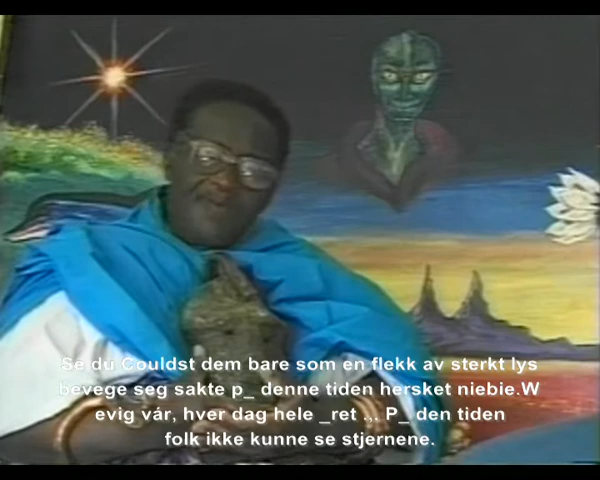 Se du Couldst dem bare som en flekk av sterkt lys
bevege seg sakte p_ denne tiden hersket niebie.W
evig vár, hver dag hele _ret ... P_ den tiden
folk ikke kunne se stjernene.